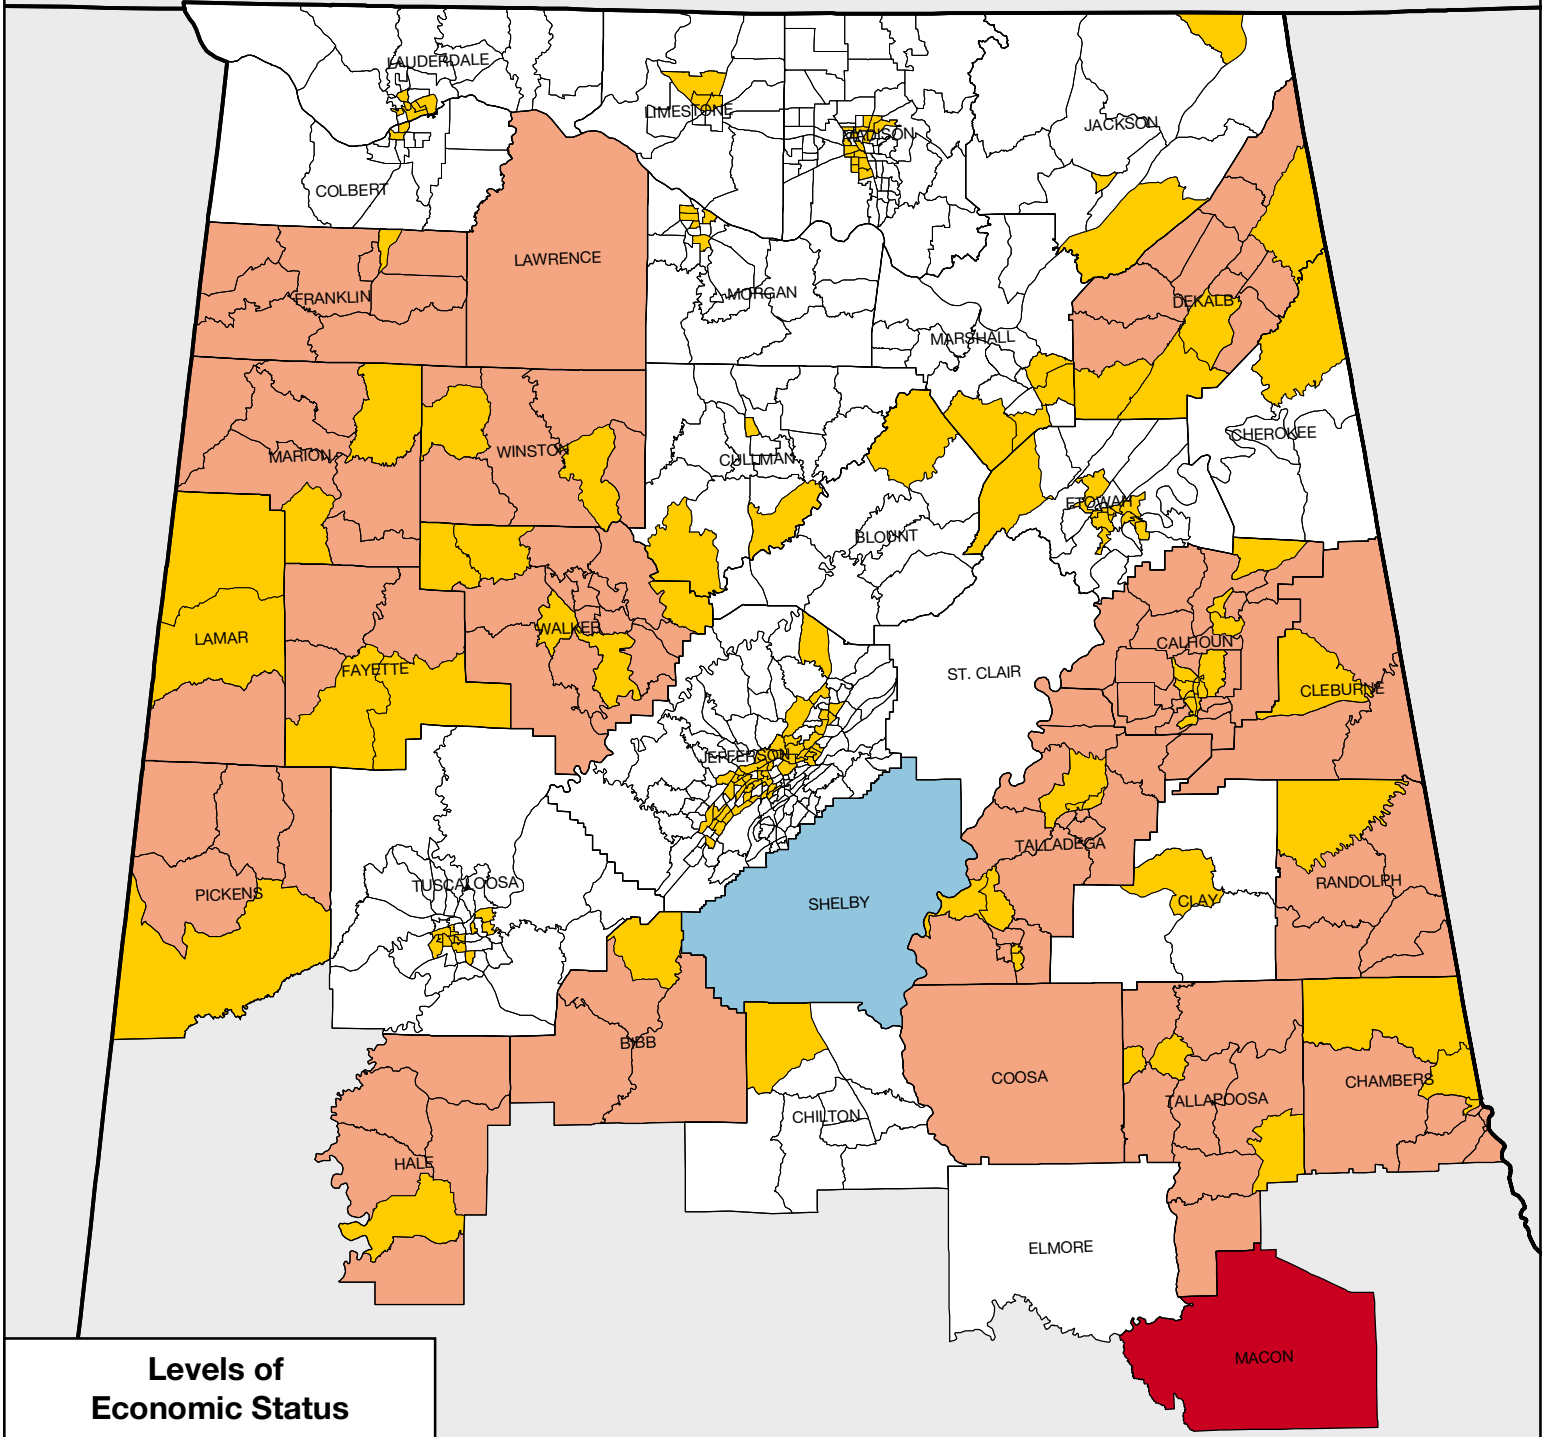 LAUDERDALE
LIMESTONE
MADISON
JACKSON
COLBERT
LAWRENCE
FRANKLIN
MORGAN
DEKALB
MARSHALL
MARION
WINSTON
CULLMAN
CHEROKEE
ETOWAH
BLOUNT
LAMAR
FAYETTE
WALKER
ST. CLAIR
CALHOUN
CLEBURNE
JEFFERSON
PICKENS
TUSCALOOSA
SHELBY
TALLADEGA
CLAY
RANDOLPH
BIBB
COOSA
CHAMBERS
TALLAPOOSA
CHILTON
HALE
ELMORE
MACON
Levels of
Economic Status